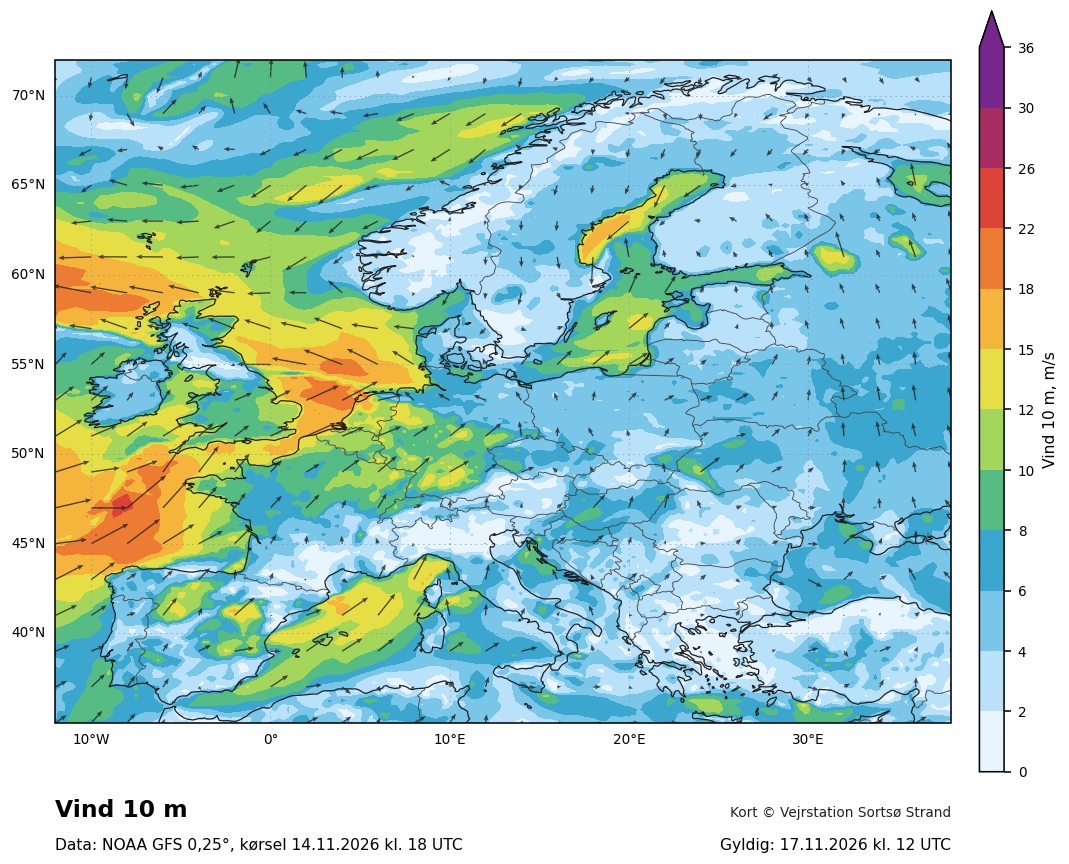 36
30
26
22
18
15
12
10
8
6
4
2
0
Vind 10 m, m/s
70°N
65°N
60°N
55°N
50°N
45°N
40°N
10°W
0°
10°E
20°E
30°E
Vind 10 m
Kort © Vejrstation Sortsø Strand
Data: NOAA GFS 0,25°, kørsel 14.11.2026 kl. 18 UTC
Gyldig: 17.11.2026 kl. 12 UTC